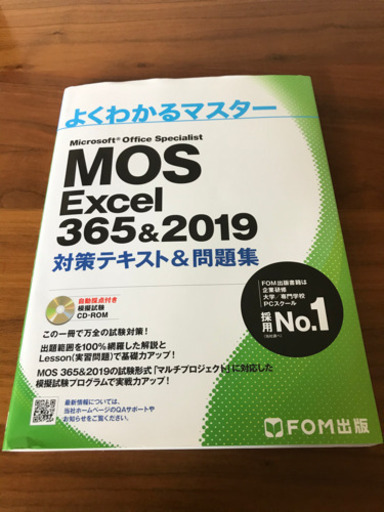 よくわかるマスター
Microsoft® Office Specialist
MOS
Excel
365&2019
対策テキスト&問題集
自動採点付き
模擬試験
CD-ROM
FOM出版書籍は
企業研修
大学/専門学校
PCスクール
採用No.1
この一冊で万全の試験対策!
出題範囲を100%網羅した解説と
Lesson(実習問題)で基礎力アップ!
MOS 365&2019の試験形式「マルチプロジェクト」に対応した
模擬試験プログラムで実戦力アップ!
最新情報については、
当社ホームページのQAサポートや
お知らせをご覧ください。
FOM出版